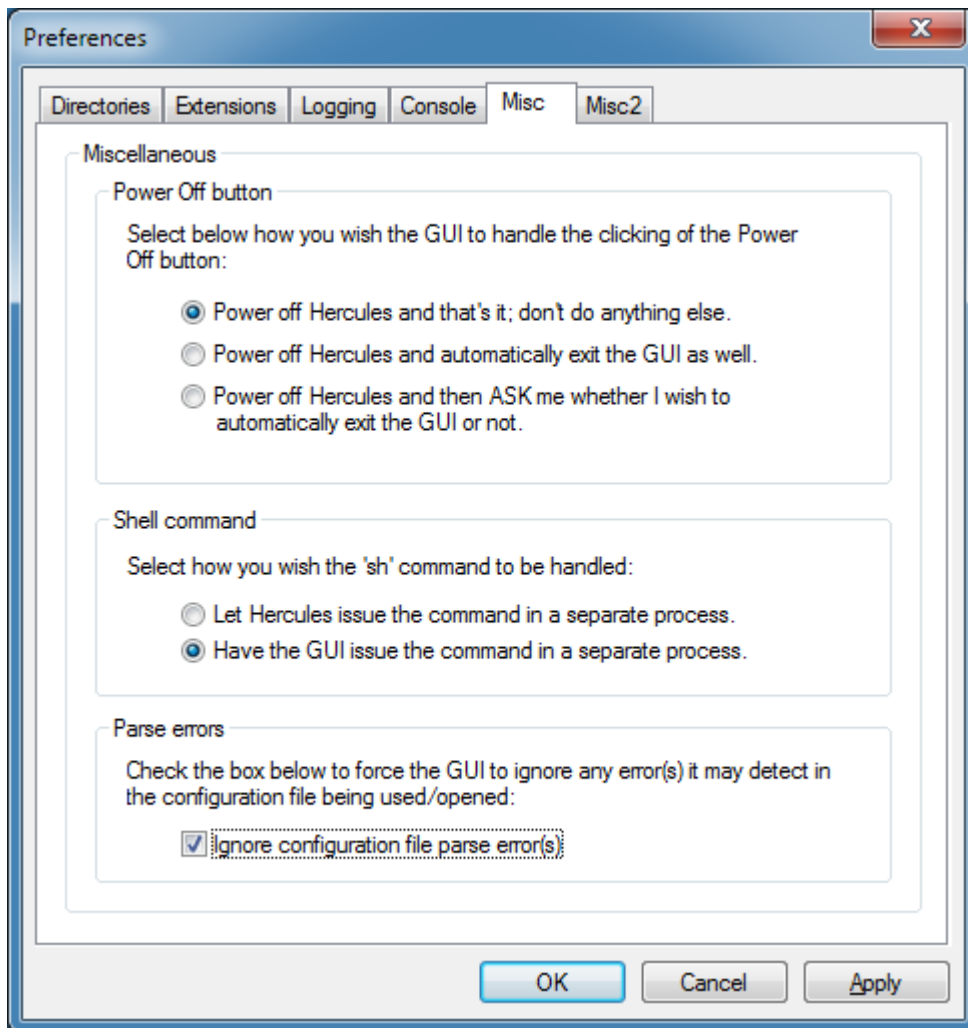 Preferences
Directories Extensions Logging Console Misc Misc2
Miscellaneous
Power Off button
Select below how you wish the GUI to handle the clicking of the Power
Off button:
Power off Hercules and that's it; don't do anything else.
Power off Hercules and automatically exit the GUI as well.
Power off Hercules and then ASK me whether I wish to
automatically exit the GUI or not.
Shell command
Select how you wish the 'sh' command to be handled:
Let Hercules issue the command in a separate process.
Have the GUI issue the command in a separate process.
Parse errors
Check the box below to force the GUI to ignore any error(s) it may detect in
the configuration file being used/opened:
Ignore configuration file parse error(s)
OK Cancel Apply